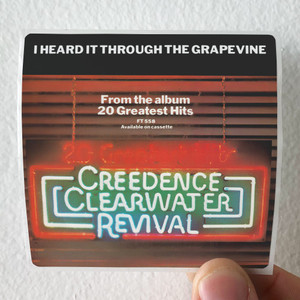 I HEARD IT THROUGH THE GRAPEVINE
From the album
20 Greatest Hits
FT 558
Available on cassette
CREEDENCE
CLEARWATER
REVIVAL